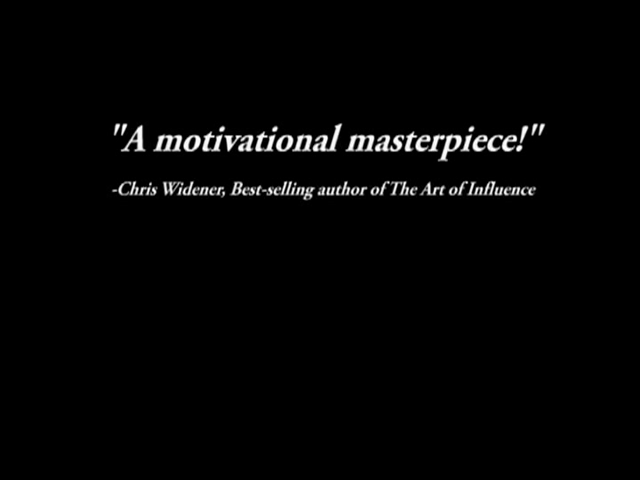 "A motivational masterpiece!"
-Chris Widener, Best-selling author of The Art of Influence